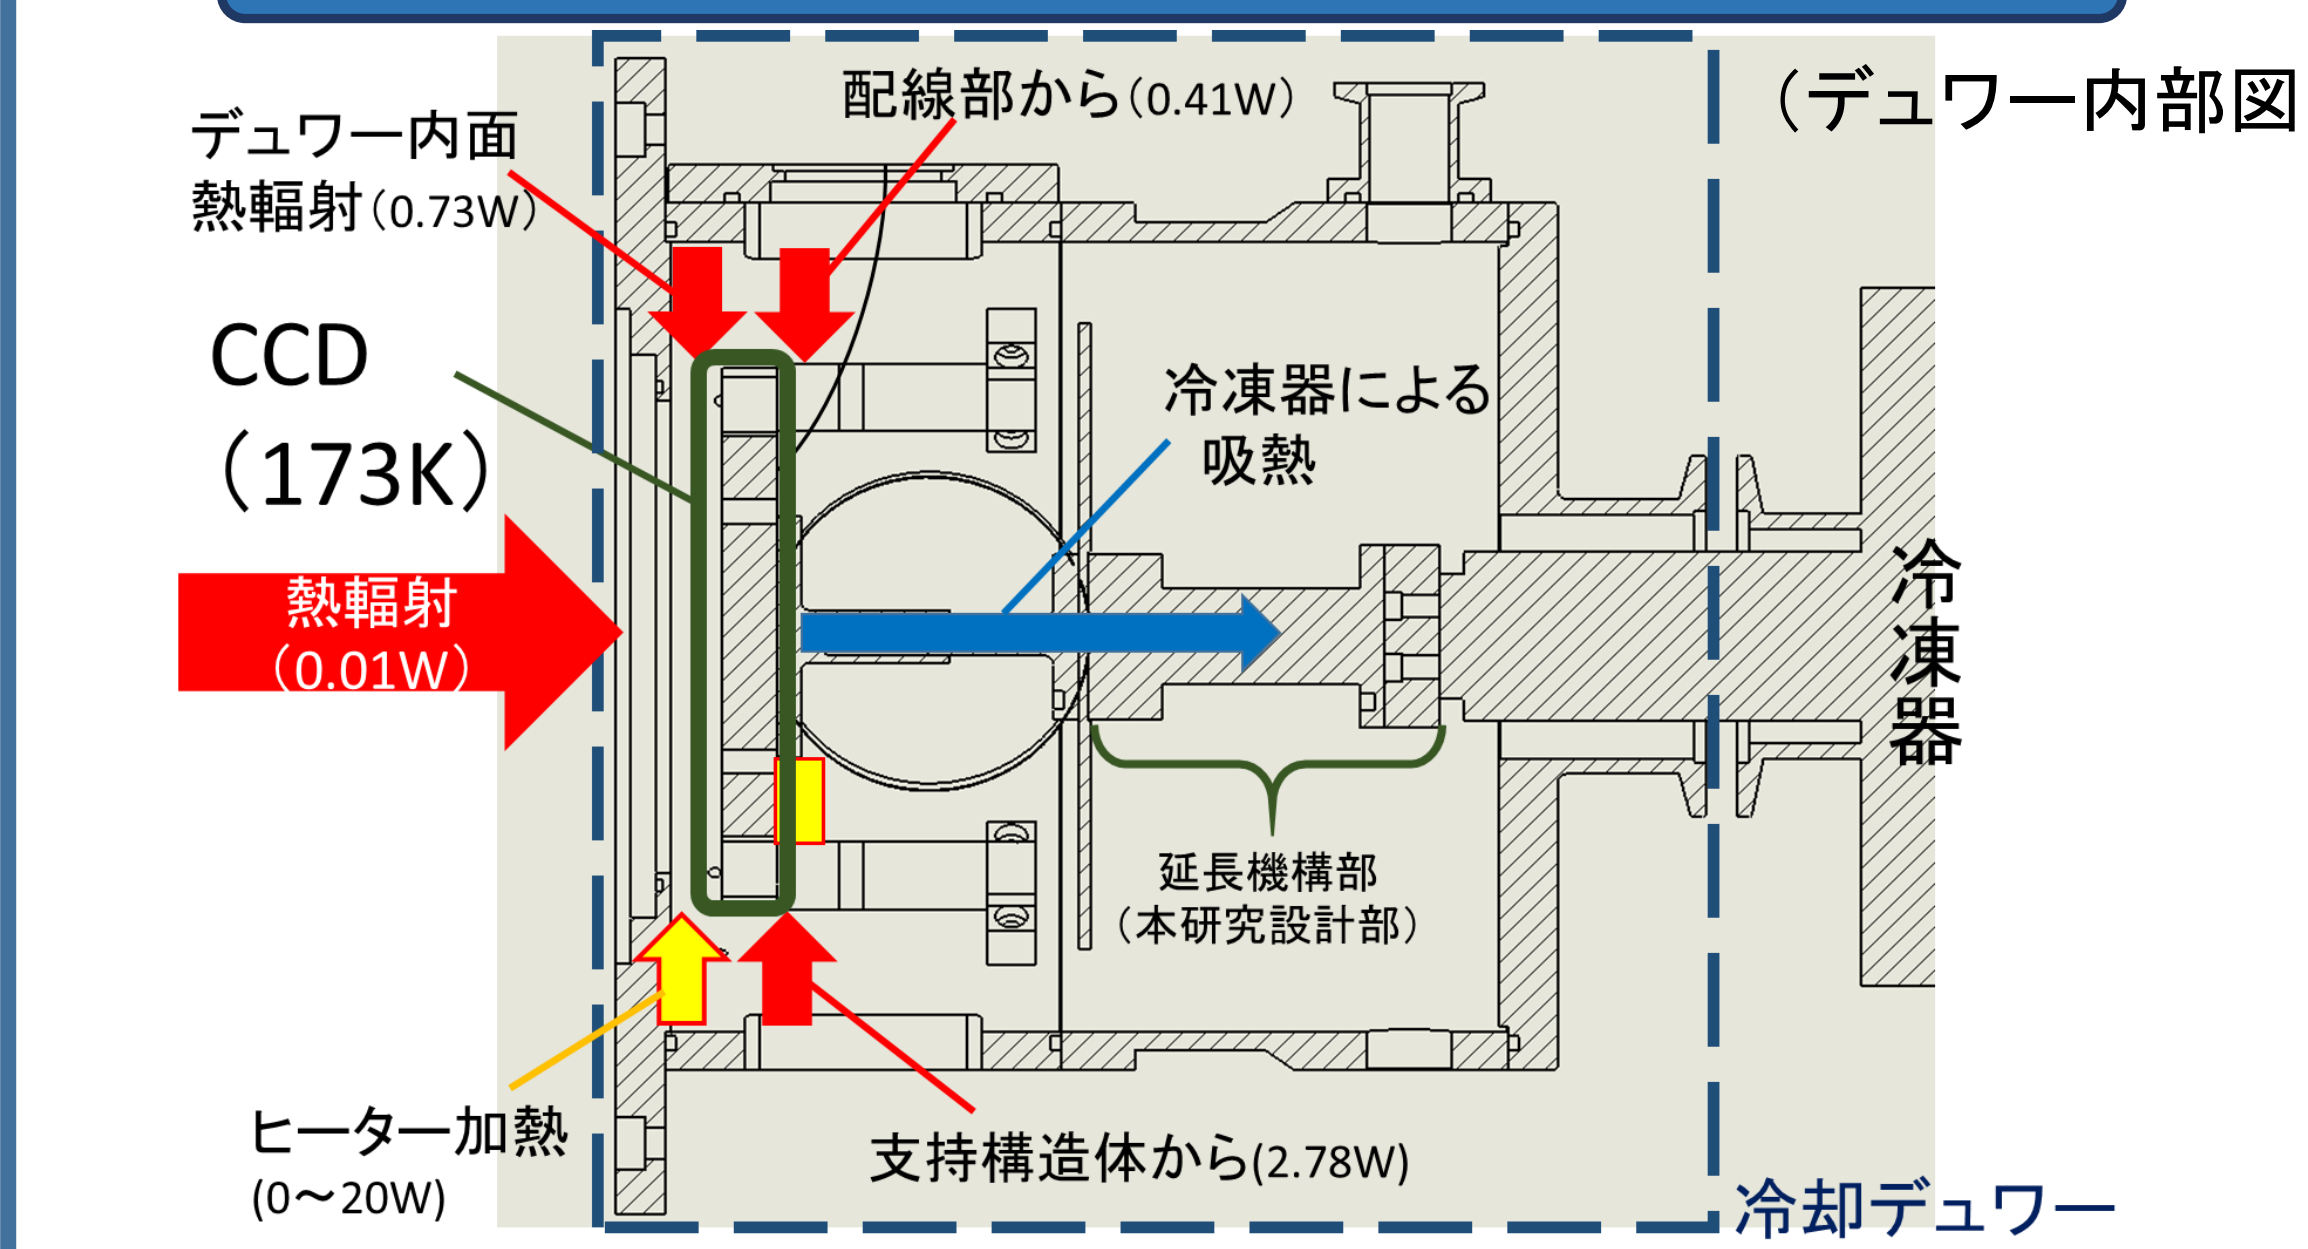 （デュワー内部図
配線部から（0.41W）
デュワー内面
熱輻射（0.73W）
CCD
（173K）
冷凍器による
吸熱
熱輻射
（0.01W）
冷凍器
延長機構部
（本研究設計部）
ヒーター加熱
(0～20W)
支持構造体から(2.78W)
冷却デュワー